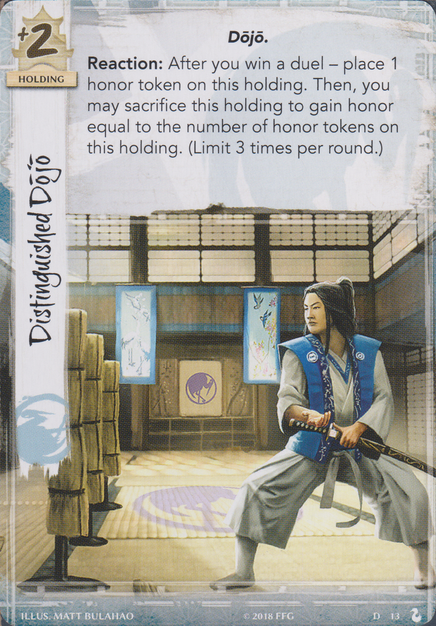 +2
HOLDING
Dōjō.
Reaction: After you win a duel – place 1
honor token on this holding. Then, you
may sacrifice this holding to gain honor
equal to the number of honor tokens on
this holding. (Limit 3 times per round.)
Distinguished Dōjō
ILLUS. MATT BULAHAO
©2018 FFG
D 13